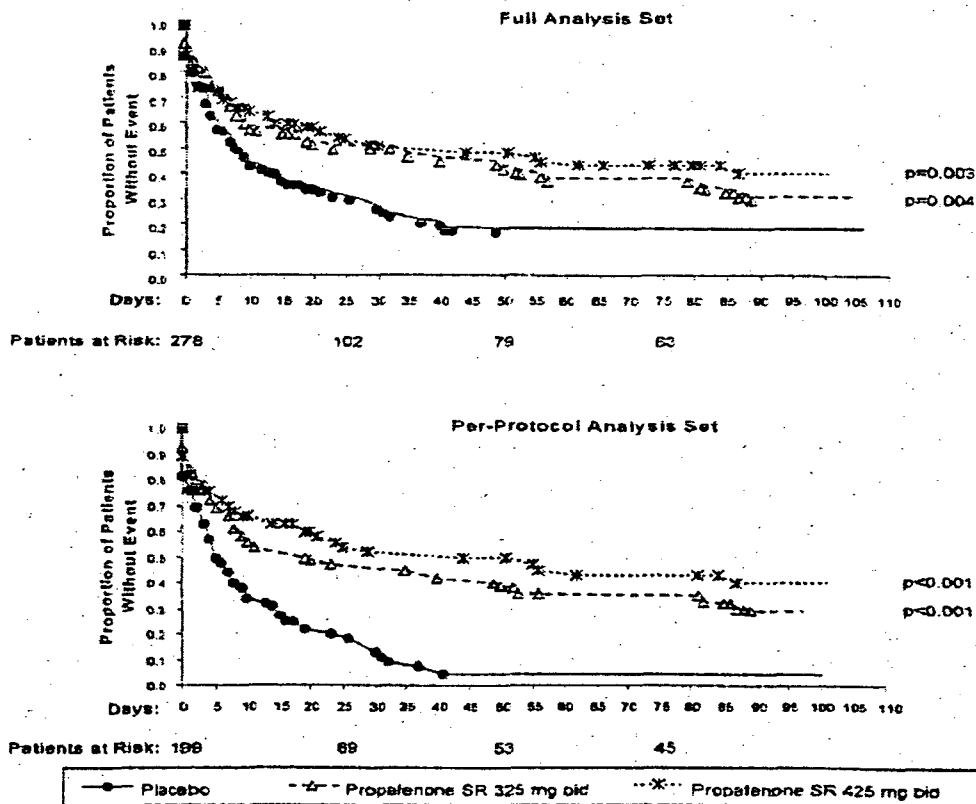 Full Analysis Set
Proportion of Patients
Without Event
1.0
0.9
0.8
0.7
0.6
0.5
0.4
0.3
0.2
0.1
0.0
p=0.003
p=0.004
Days: 0 5 10 15 20 25 30 35 40 45 50 55 60 65 70 75 80 85 90 95 100 105 110
Patients at Risk: 278 102 79 63
Per-Protocol Analysis Set
Proportion of Patients
Without Event
1.0
0.9
0.8
0.7
0.6
0.5
0.4
0.3
0.2
0.1
0.0
p<0.001
p<0.001
Days: 0 5 10 15 20 25 30 35 40 45 50 55 60 65 70 75 80 85 90 95 100 105 110
Patients at Risk: 199 69 53 45
Placebo Propafenone SR 325 mg bid Propafenone SR 425 mg bid